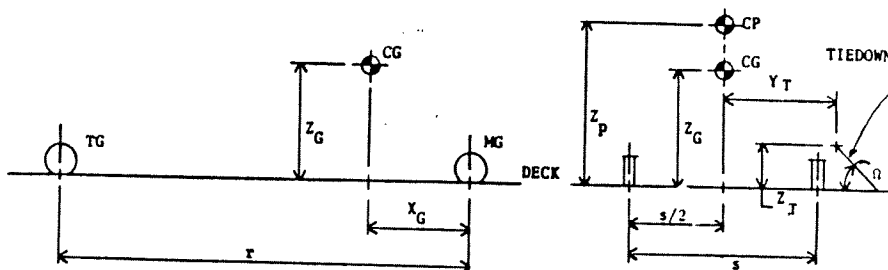 CG
Z_G
TG
MG
DECK
X_G
r
CP
CG
TIEDOWN
Y_T
Z_P
Z_G
Z_T
Ω
s/2
s